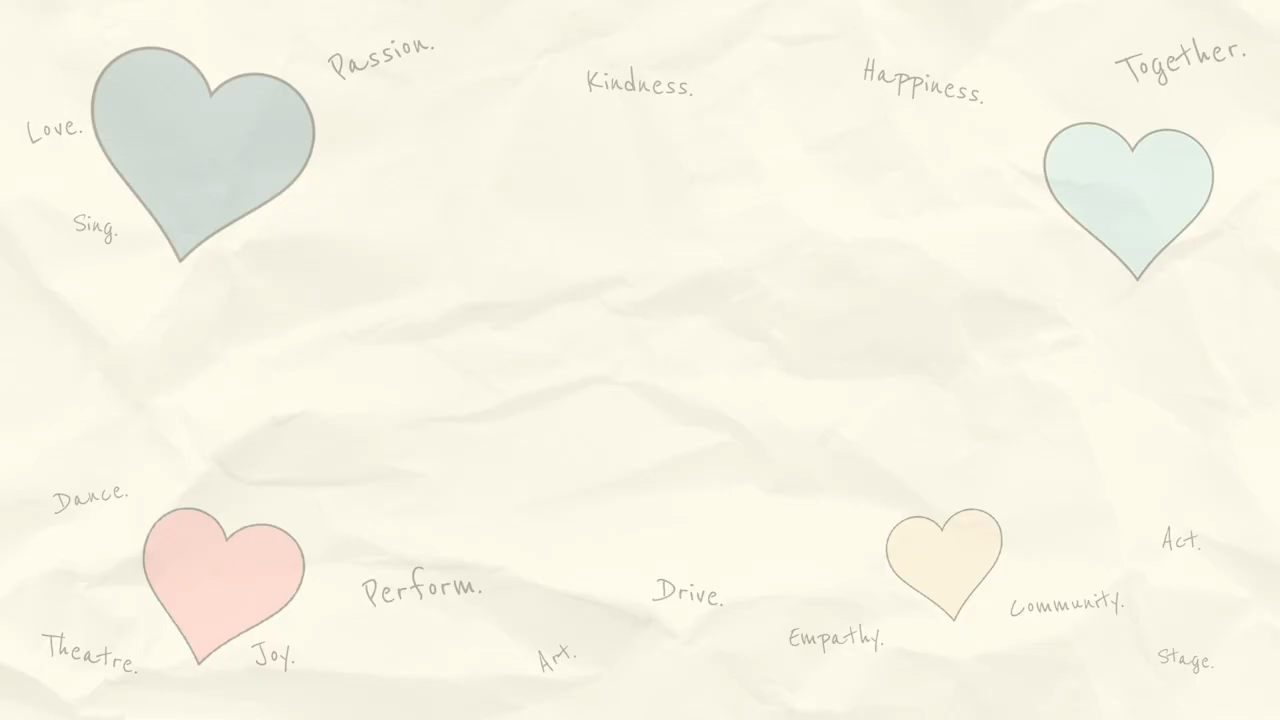 Passion.
Kindness.
Happiness.
Together.
Love.
Sing.
Dance.
Act.
Perform.
Drive.
Community.
Empathy.
Theatre.
Joy.
Art.
Stage.